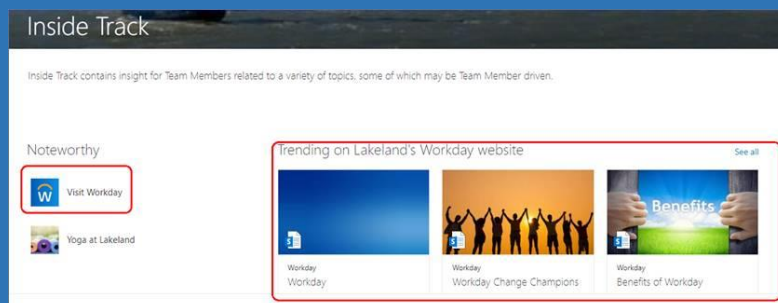 Inside Track
Inside Track contains insight for Team Members related to a variety of topics, some of which may be Team Member driven.
Noteworthy
Visit Workday
Yoga at Lakeland
Trending on Lakeland's Workday website
See all
Benefits
Workday
Workday
Workday
Workday Change Champions
Workday
Benefits of Workday